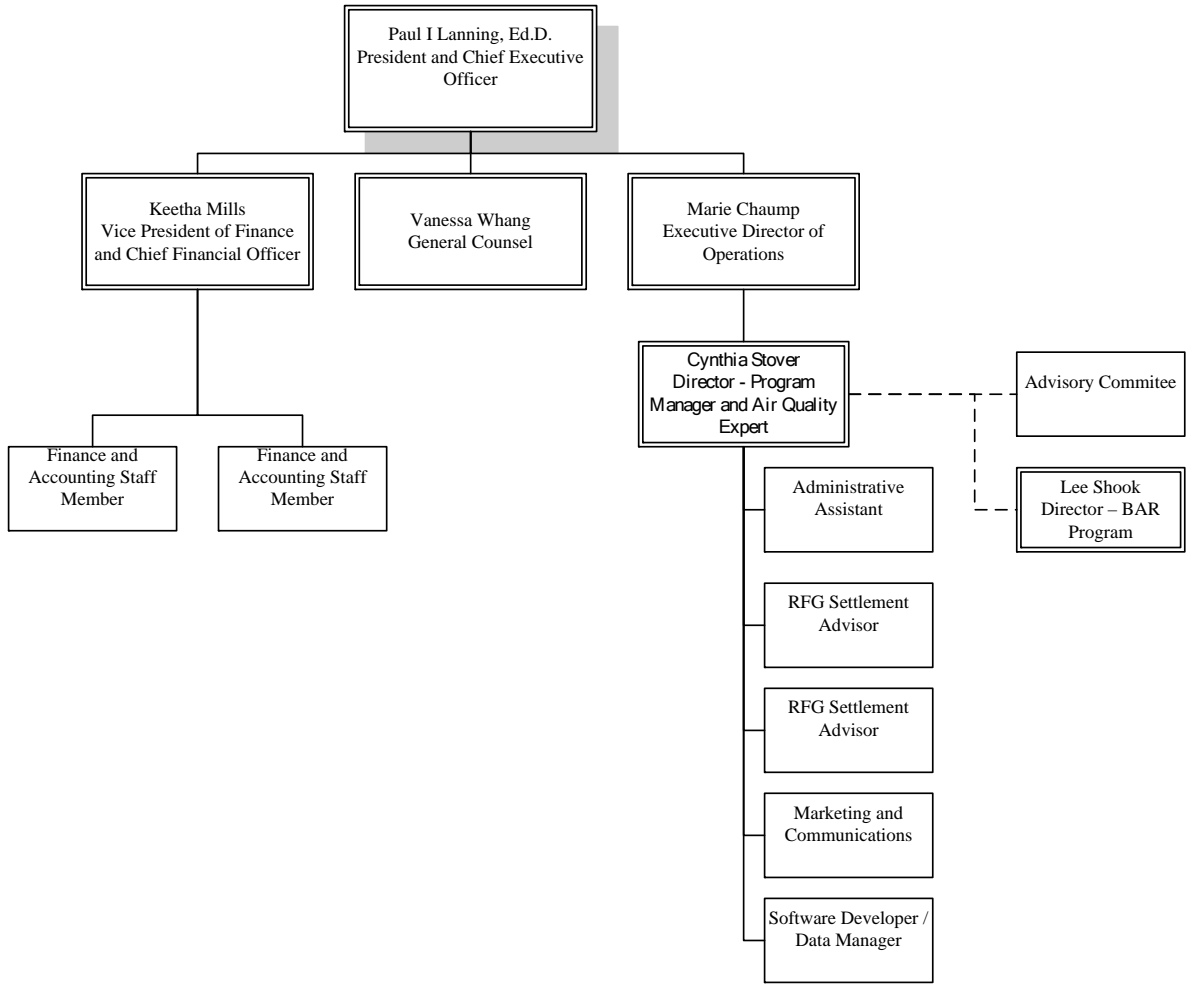 Paul I Lanning, Ed.D.
President and Chief Executive
Officer
Keetha Mills
Vice President of Finance
and Chief Financial Officer
Vanessa Whang
General Counsel
Marie Chaump
Executive Director of
Operations
Cynthia Stover
Director - Program
Manager and Air Quality
Expert
Advisory Commitee
Lee Shook
Director – BAR
Program
Finance and
Accounting Staff
Member
Finance and
Accounting Staff
Member
Administrative
Assistant
RFG Settlement
Advisor
RFG Settlement
Advisor
Marketing and
Communications
Software Developer /
Data Manager